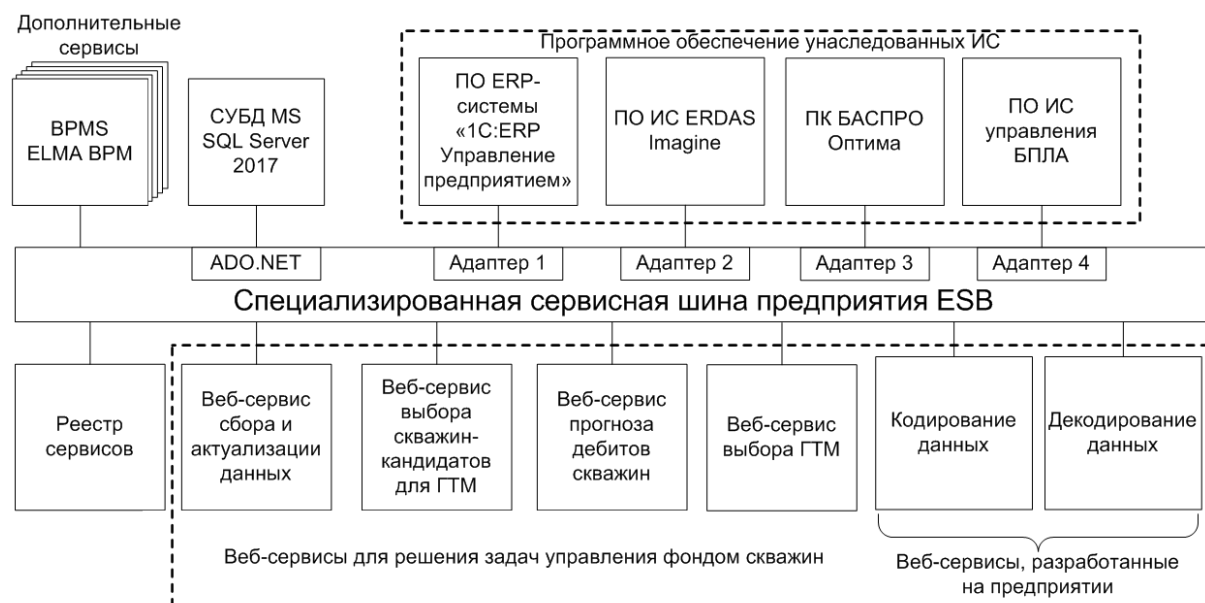 Дополнительные
сервисы
BPMS
ELMA BPM
СУБД MS
SQL Server
2017
Программное обеспечение унаследованных ИС
ПО ERP-
системы
«1С:ERP
Управление
предприятием»
ПО ИС ERDAS
Imagine
ПК БАСПРО
Оптима
ПО ИС
управления
БПЛА
ADO.NET
Адаптер 1
Адаптер 2
Адаптер 3
Адаптер 4
Специализированная сервисная шина предприятия ESB
Реестр
сервисов
Веб-сервис
сбора и
актуализации
данных
Веб-сервис
выбора
скважин-
кандидатов
для ГТМ
Веб-сервис
прогноза
дебитов
скважин
Веб-сервис
выбора ГТМ
Кодирование
данных
Декодирование
данных
Веб-сервисы для решения задач управления фондом скважин
Веб-сервисы, разработанные
на предприятии